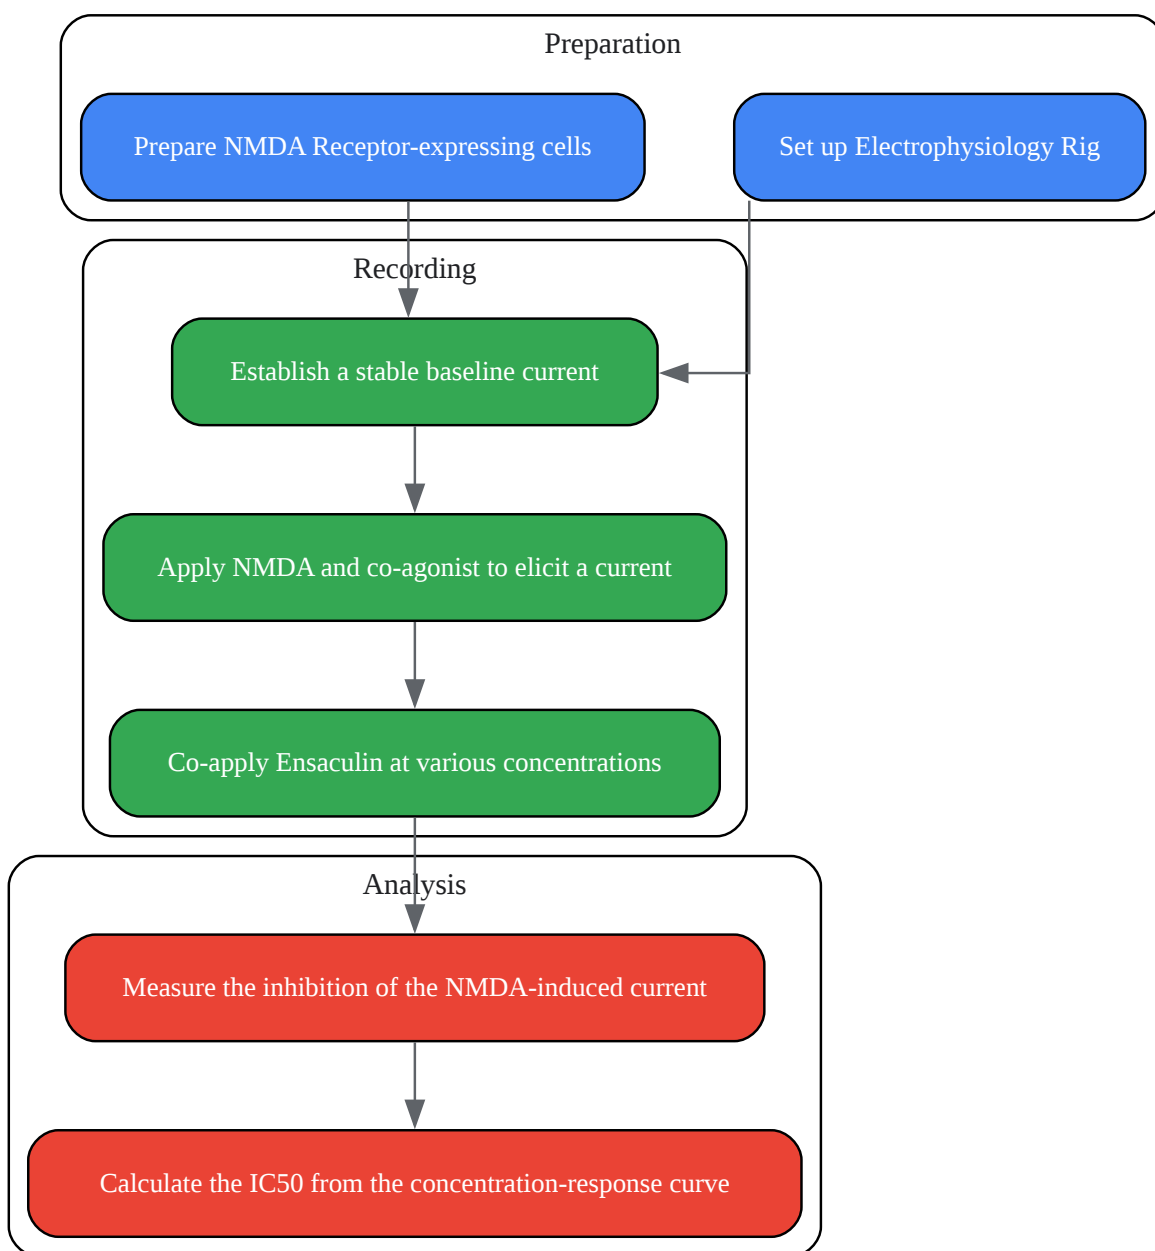 Preparation
Prepare NMDA Receptor-expressing cells
Set up Electrophysiology Rig
Recording
Establish a stable baseline current
Apply NMDA and co-agonist to elicit a current
Co-apply Ensaculin at various concentrations
Analysis
Measure the inhibition of the NMDA-induced current
Calculate the IC50 from the concentration-response curve